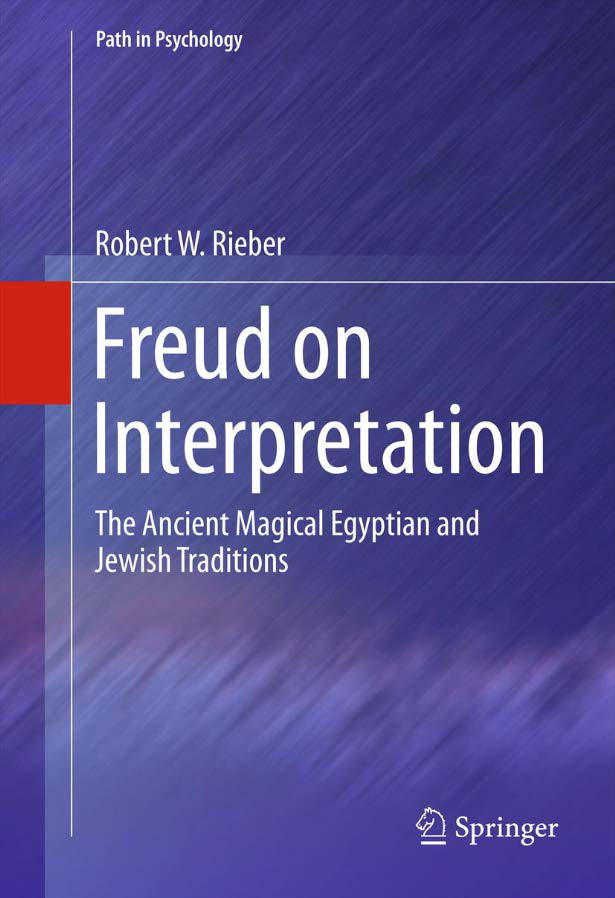 Path in Psychology
Robert W. Rieber
Freud on
Interpretation
The Ancient Magical Egyptian and
Jewish Traditions
Springer